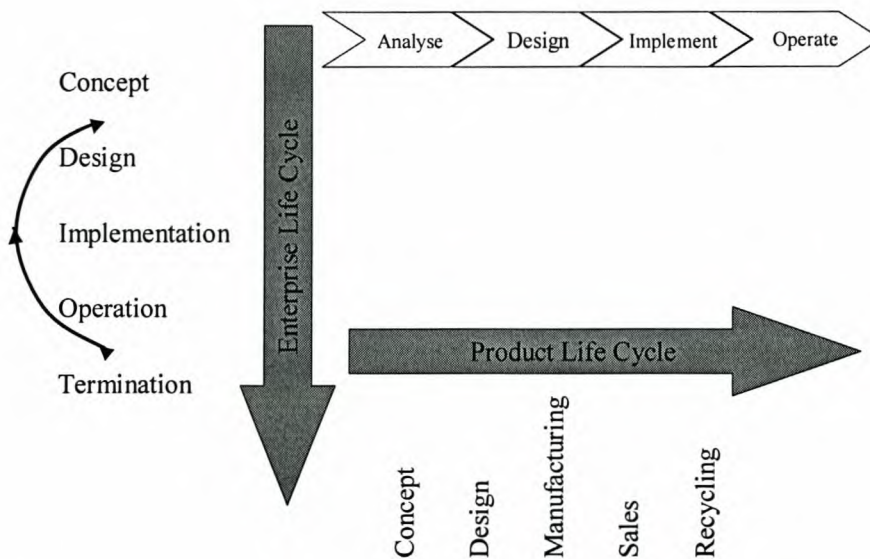 Analyse
Design
Implement
Operate
Concept
Design
Implementation
Operation
Termination
Enterprise Life Cycle
Product Life Cycle
Concept
Design
Manufacturing
Sales
Recycling